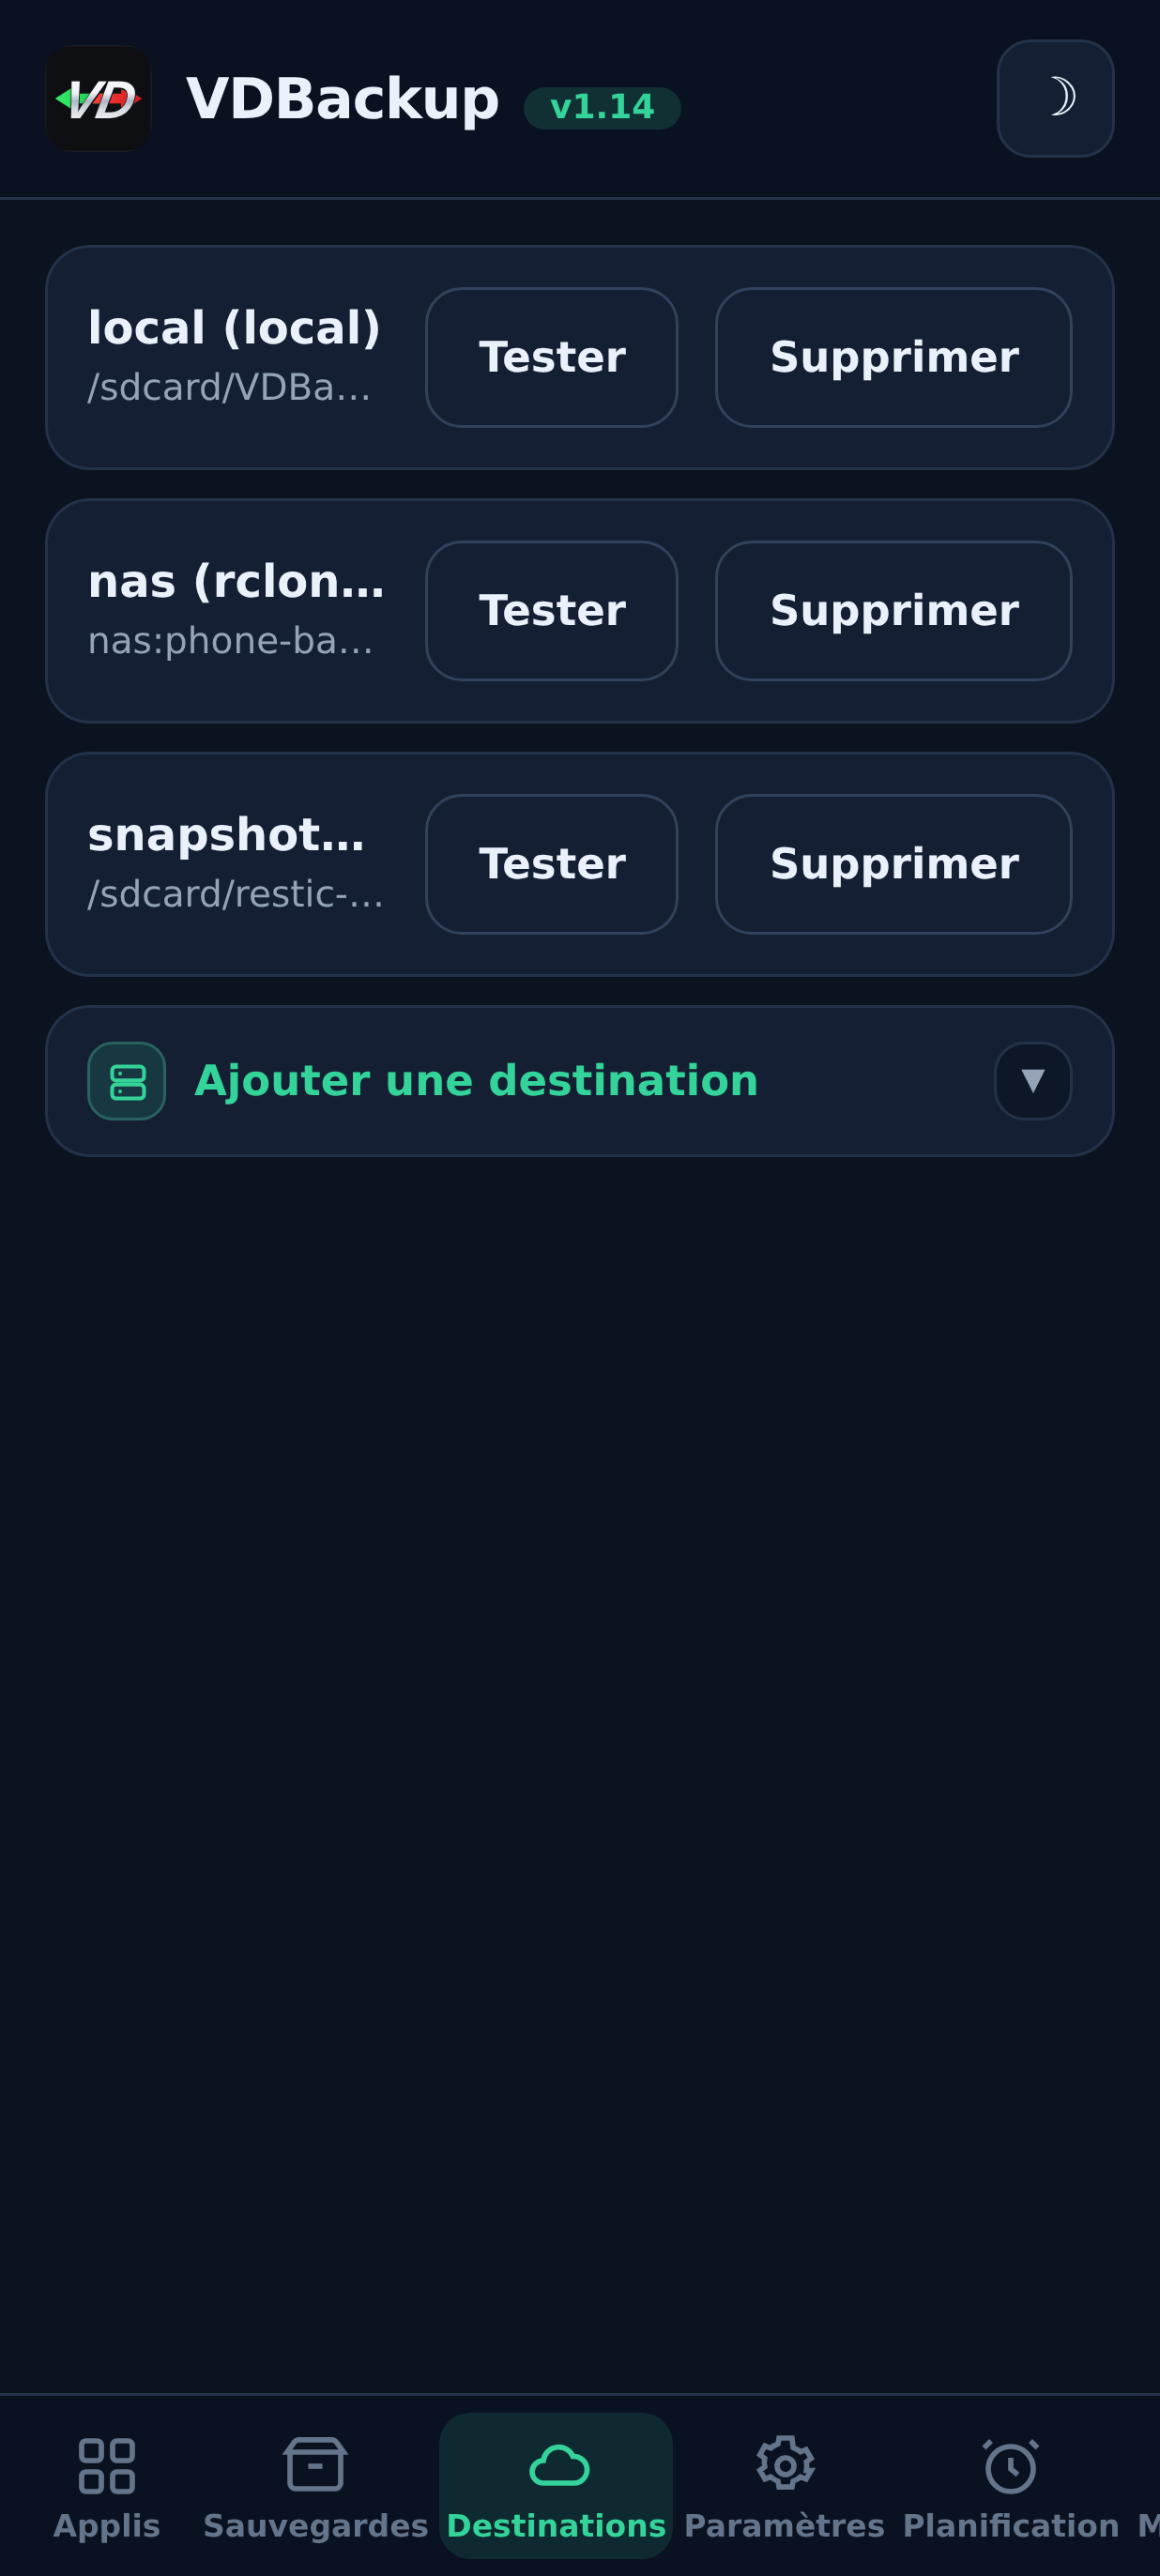 VD
VDBackup v1.14
local (local)
/sdcard/VDBa...
Tester
Supprimer
nas (rclon...
nas:phone-ba...
Tester
Supprimer
snapshot...
/sdcard/restic-...
Tester
Supprimer
Ajouter une destination
Applis
Sauvegardes
Destinations
Paramètres
Planification